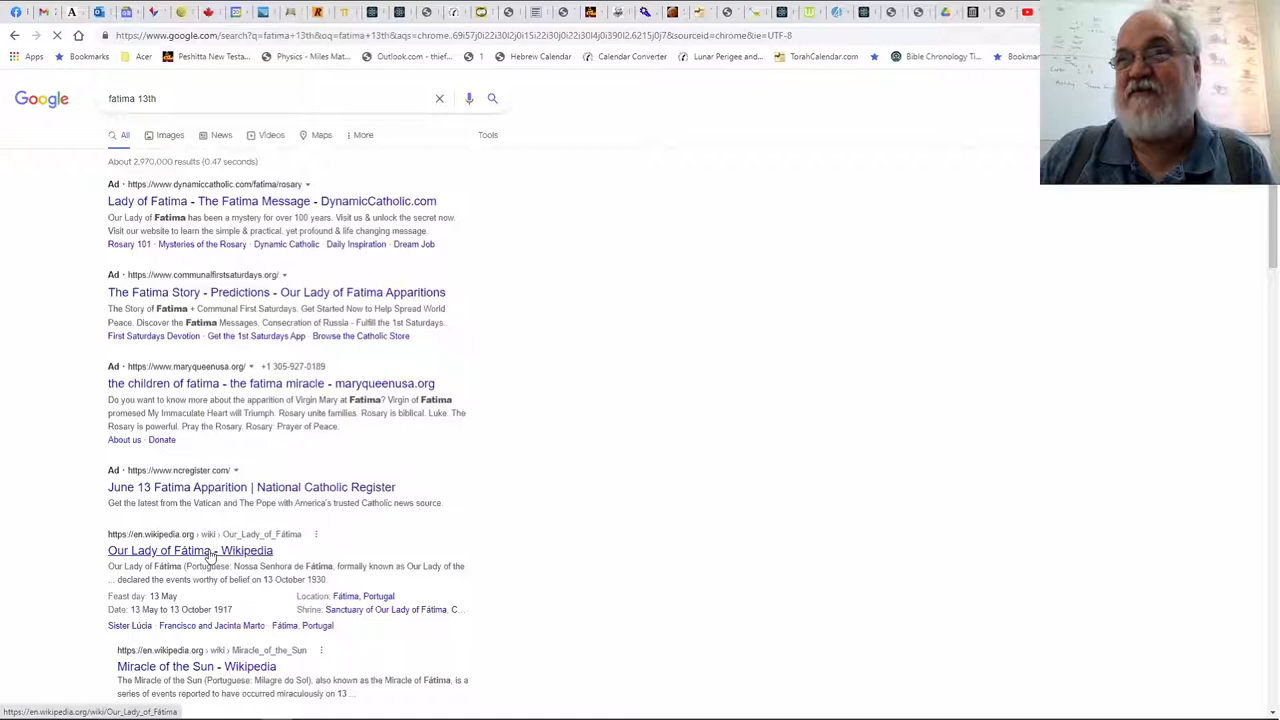 https://www.google.com/search?q=fatima+13th&oq=fatima+13th&aqs=chrome..69i57j0i22i30l2j0i15i22i30j0i22i30l4j0i390l2.6215j0j7&sourceid=chrome&ie=UTF-8
Apps
Bookmarks
Acer
Peshitta New Testa...
Physics - Miles Mat...
Outlook.com - thief...
1
Hebrew Calendar
Calendar Converter
Lunar Perigee and...
TorahCalendar.com
Bible Chronology Ti...
Google
fatima 13th
All
Images
News
Videos
Maps
More
Tools
About 2,970,000 results (0.47 seconds)
Ad · https://www.dynamiccatholic.com/fatima/rosary
Lady of Fatima - The Fatima Message - DynamicCatholic.com
Our Lady of Fatima has been a mystery for over 100 years. Visit us & unlock the secret now.
Visit our website to learn the simple & practical, yet profound & life changing message.
Rosary 101 · Mysteries of the Rosary · Dynamic Catholic · Daily Inspiration · Dream Job
Ad · https://www.communalfirstsaturdays.org/
The Fatima Story - Predictions - Our Lady of Fatima Apparitions
The Story of Fatima + Communal First Saturdays. Get Started Now to Help Spread World
Peace. Discover the Fatima Messages, Consecration of Russia - Fulfill the 1st Saturdays.
First Saturdays Devotion · Get the 1st Saturdays App · Browse the Catholic Store
Ad · https://www.maryqueenusa.org/ +1 305-927-0189
the children of fatima - the fatima miracle - maryqueenusa.org
Do you want to know more about the apparition of Virgin Mary at Fatima? Virgin of Fatima
promesed My Immaculate Heart will Triumph. Rosary unite families. Rosary is biblical. Luke. The
Rosary is powerful. Pray the Rosary. Rosary: Prayer of Peace.
About us · Donate
Ad · https://www.ncregister.com/
June 13 Fatima Apparition | National Catholic Register
Get the latest from the Vatican and The Pope with America's trusted Catholic news source.
https://en.wikipedia.org › wiki › Our_Lady_of_Fátima
Our Lady of Fátima - Wikipedia
Our Lady of Fátima (Portuguese: Nossa Senhora de Fátima, formally known as Our Lady of the
... declared the events worthy of belief on 13 October 1930.
Feast day: 13 May Location: Fátima, Portugal
Date: 13 May to 13 October 1917 Shrine: Sanctuary of Our Lady of Fátima, C...
Sister Lúcia · Francisco and Jacinta Marto · Fátima, Portugal
https://en.wikipedia.org › wiki › Miracle_of_the_Sun
Miracle of the Sun - Wikipedia
The Miracle of the Sun (Portuguese: Milagre do Sol), also known as the Miracle of Fátima, is a
series of events reported to have occurred miraculously on 13 ...
https://en.wikipedia.org/wiki/Our_Lady_of_Fátima